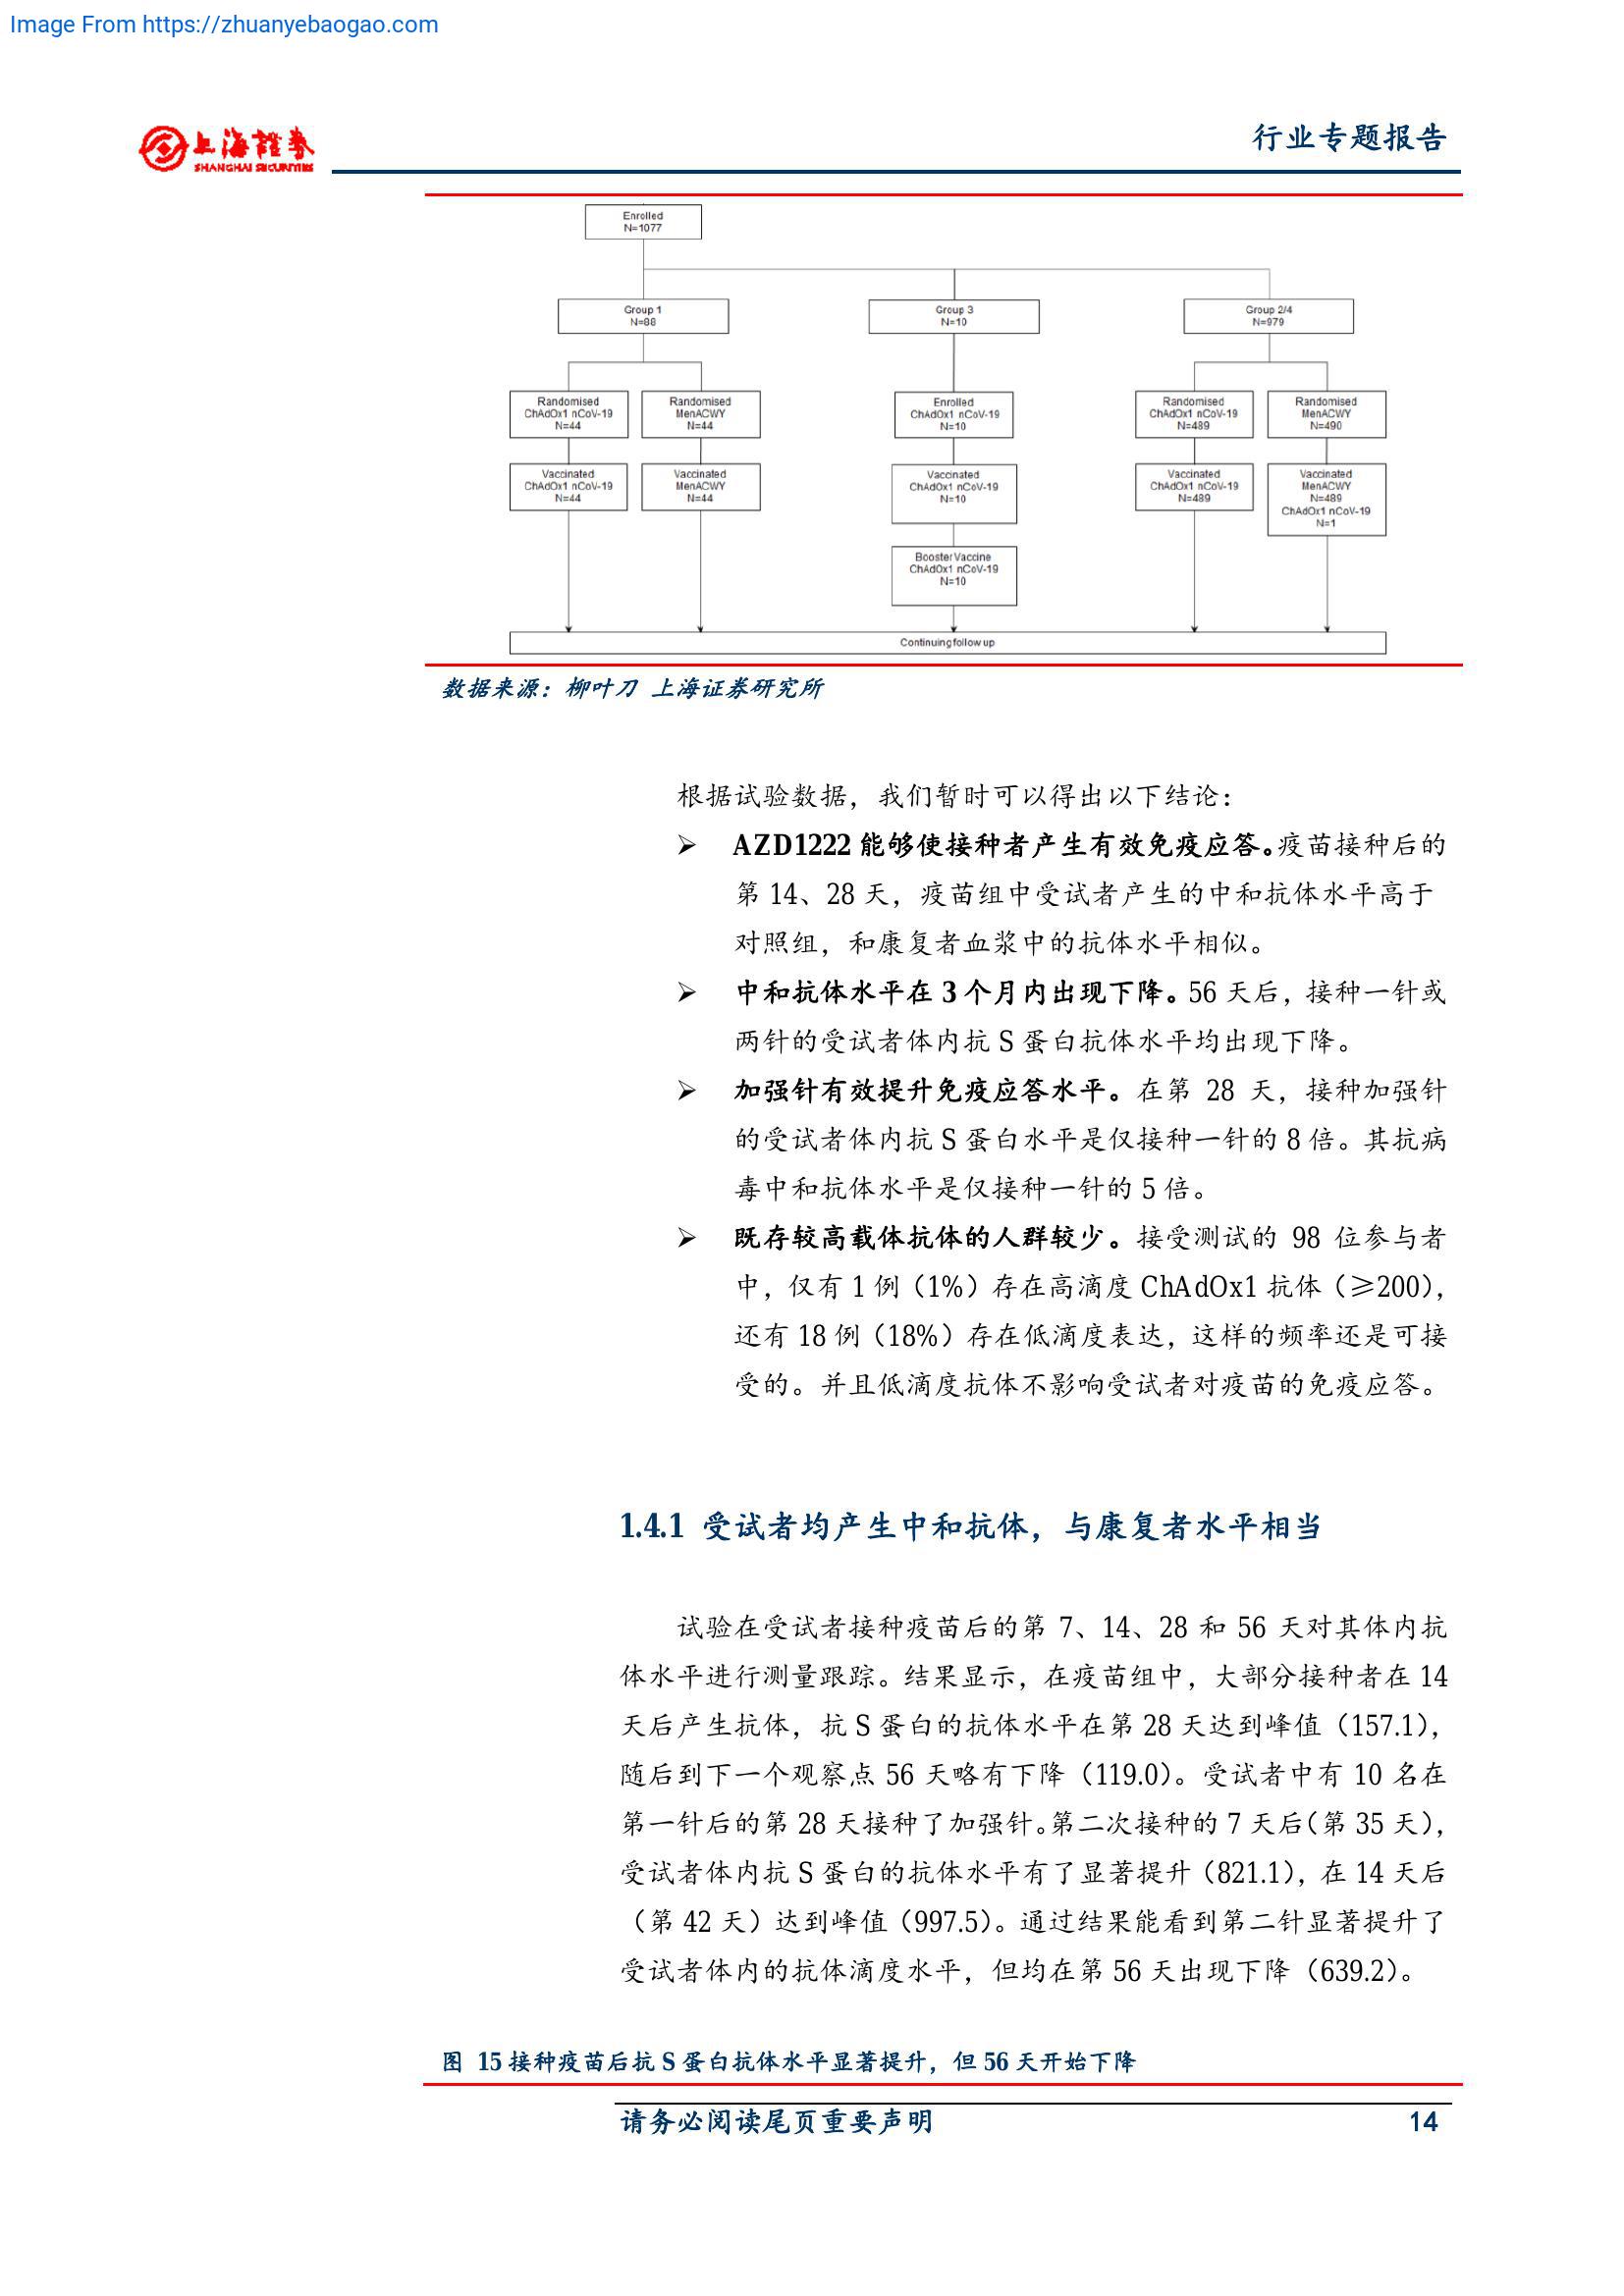 Image From https://zhuanyebaogao.com
上海證券
SHANGHAI SECURITIES
行业专题报告
Enrolled
N=1077
Group 1
N=88
Group 3
N=10
Group 2/4
N=979
Randomised
ChAdOx1 nCoV-19
N=44
Randomised
MenACWY
N=44
Enrolled
ChAdOx1 nCoV-19
N=10
Randomised
ChAdOx1 nCoV-19
N=489
Randomised
MenACWY
N=490
Vaccinated
ChAdOx1 nCoV-19
N=44
Vaccinated
MenACWY
N=44
Vaccinated
ChAdOx1 nCoV-19
N=10
Vaccinated
ChAdOx1 nCoV-19
N=489
Vaccinated
MenACWY
N=489
ChAdOx1 nCoV-19
N=1
Booster Vaccine
ChAdOx1 nCoV-19
N=10
Continuing follow up
数据来源：柳叶刀 上海证券研究所
根据试验数据，我们暂时可以得出以下结论：
➢ AZD1222 能够使接种者产生有效免疫应答。疫苗接种后的
第 14、28 天，疫苗组中受试者产生的中和抗体水平高于
对照组，和康复者血浆中的抗体水平相似。
➢ 中和抗体水平在 3 个月内出现下降。56 天后，接种一针或
两针的受试者体内抗 S 蛋白抗体水平均出现下降。
➢ 加强针有效提升免疫应答水平。在第 28 天，接种加强针
的受试者体内抗 S 蛋白水平是仅接种一针的 8 倍。其抗病
毒中和抗体水平是仅接种一针的 5 倍。
➢ 既存较高载体抗体的人群较少。接受测试的 98 位参与者
中，仅有 1 例（1%）存在高滴度 ChAdOx1 抗体（≥200），
还有 18 例（18%）存在低滴度表达，这样的频率还是可接
受的。并且低滴度抗体不影响受试者对疫苗的免疫应答。
1.4.1 受试者均产生中和抗体，与康复者水平相当
试验在受试者接种疫苗后的第 7、14、28 和 56 天对其体内抗
体水平进行测量跟踪。结果显示，在疫苗组中，大部分接种者在 14
天后产生抗体，抗 S 蛋白的抗体水平在第 28 天达到峰值（157.1），
随后到下一个观察点 56 天略有下降（119.0）。受试者中有 10 名在
第一针后的第 28 天接种了加强针。第二次接种的 7 天后（第 35 天），
受试者体内抗 S 蛋白的抗体水平有了显著提升（821.1），在 14 天后
（第 42 天）达到峰值（997.5）。通过结果能看到第二针显著提升了
受试者体内的抗体滴度水平，但均在第 56 天出现下降（639.2）。
图 15 接种疫苗后抗 S 蛋白抗体水平显著提升，但 56 天开始下降
请务必阅读尾页重要声明
14